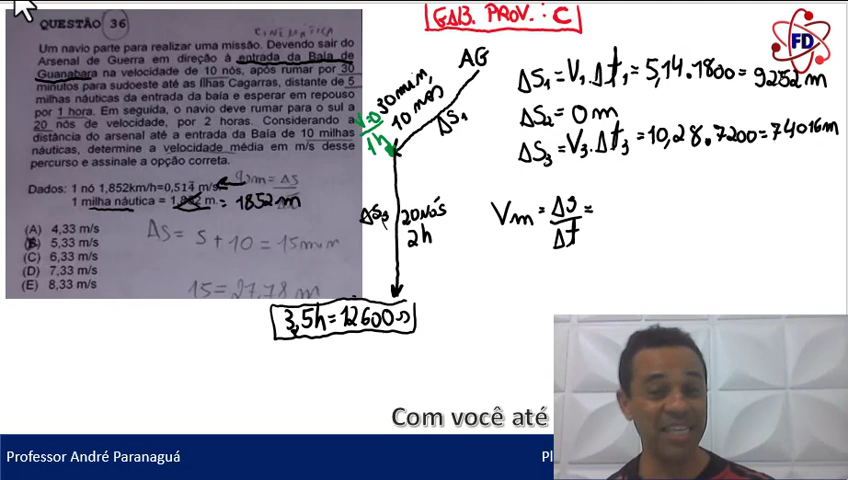 GAB. PROV.: C
FD
QUESTÃO 36
CINEMÁTICA
Um navio parte para realizar uma missão. Devendo sair do
Arsenal de Guerra em direção à entrada da Baía de
Guanabara na velocidade de 10 nós, após rumar por 30
minutos para sudoeste até as Ilhas Cagarras, distante de 5
milhas náuticas da entrada da baía e esperar em repouso
por 1 hora. Em seguida, o navio deve rumar para o sul a
20 nós de velocidade, por 2 horas. Considerando a
distância do arsenal até a entrada da Baía de 10 milhas
náuticas, determine a velocidade média em m/s desse
percurso e assinale a opção correta.
Dados: 1 nó 1,852km/h=0,514 m/s.
1 milha náutica = 1,852 m. = 1852 m
(A) 4,33 m/s
(B) 5,33 m/s
(C) 6,33 m/s
(D) 7,33 m/s
(E) 8,33 m/s
ΔS = 5 + 10 = 15
15 = 27,78 m
AG
30 min,
10 nós
ΔS₁
V=0
1h
ΔS₃
20 nós
2h
3,5h = 12600 s
ΔS₁ = V₁.Δt₁ = 5,14.1800 = 9252 m
ΔS₂ = 0 m
ΔS₃ = V₃.Δt₃ = 10,28.7200 = 74016 m
Vm = ΔS/Δt =
Com você até
Professor André Paranaguá
Pl